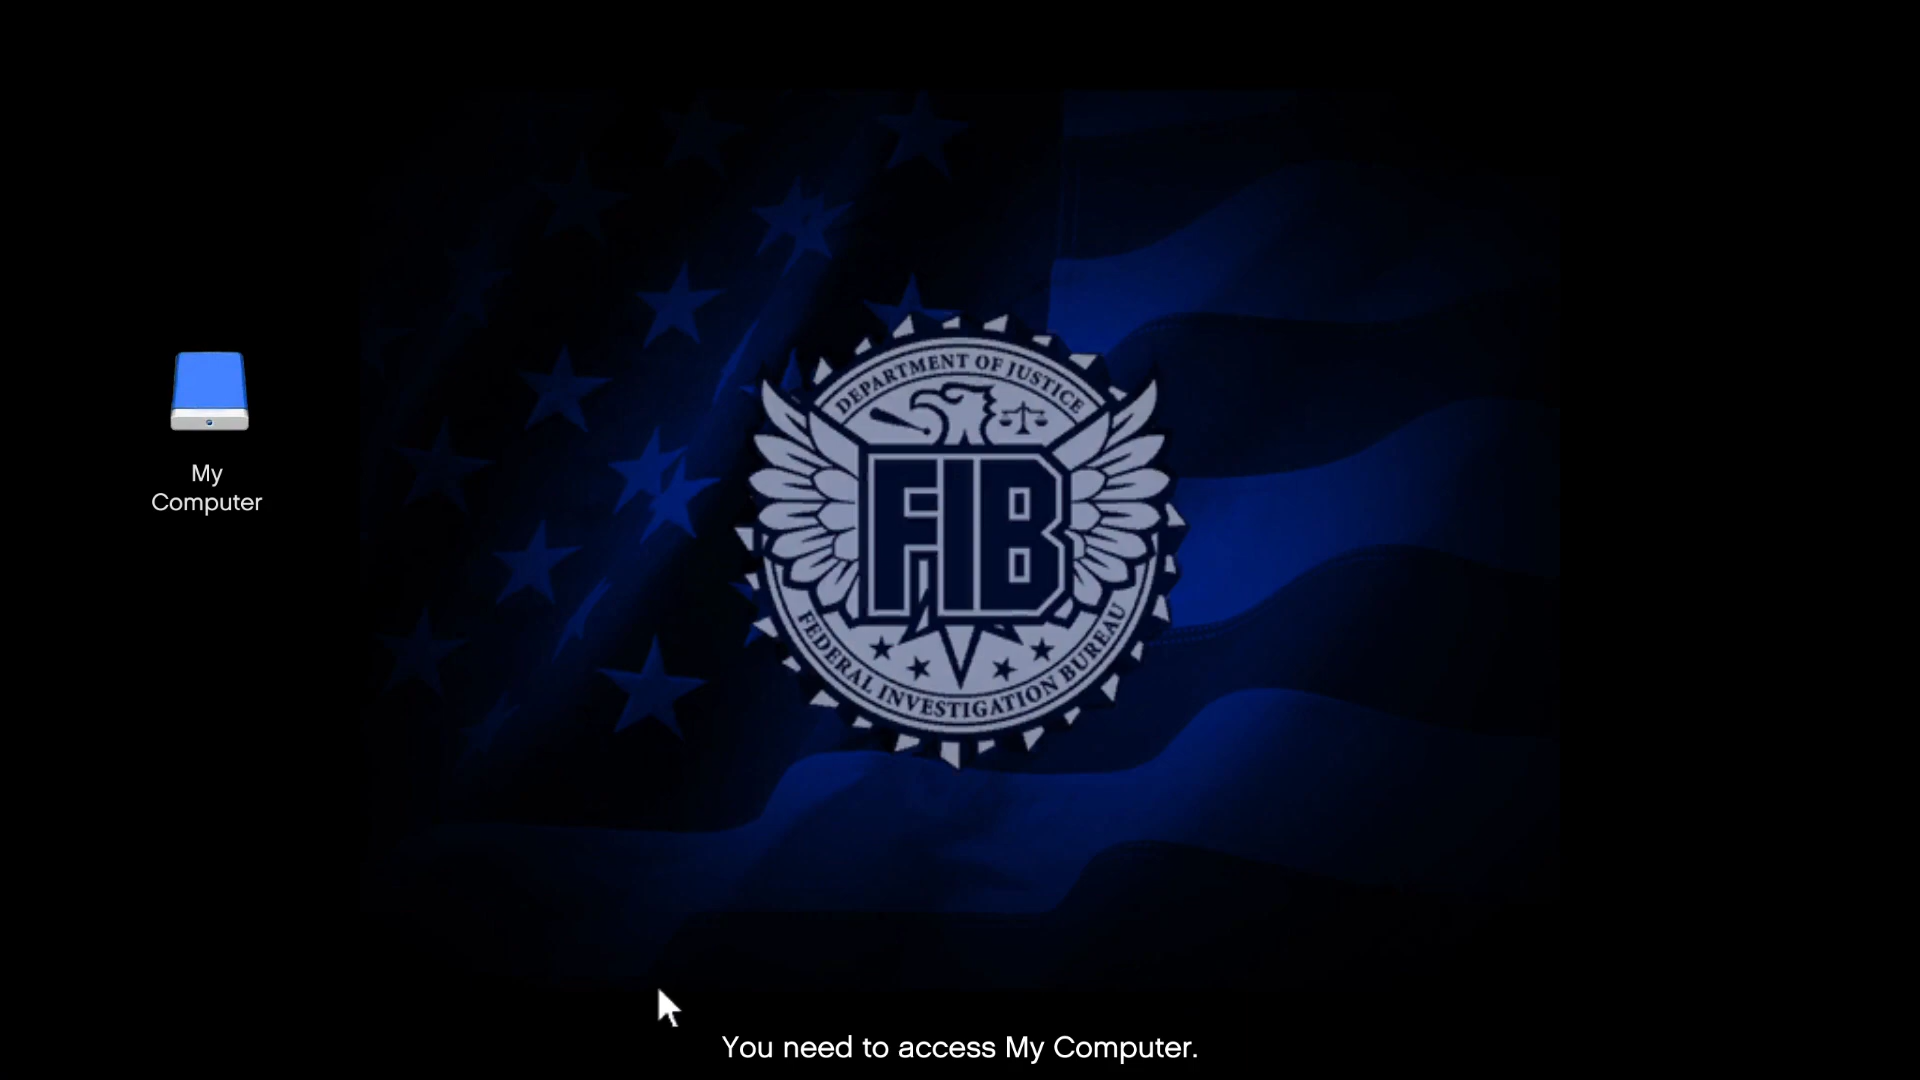 DEPARTMENT OF JUSTICE
FIB
FEDERAL INVESTIGATION BUREAU
My
Computer
You need to access My Computer.